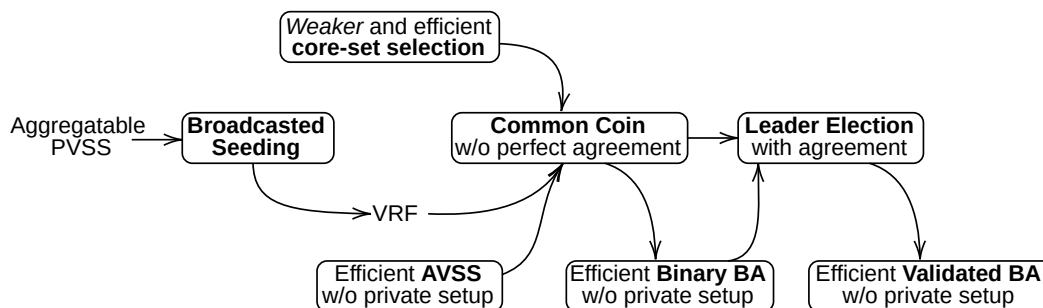 Weaker and efficient
core-set selection
Aggregatable
PVSS
Broadcasted
Seeding
Common Coin
w/o perfect agreement
Leader Election
with agreement
VRF
Efficient AVSS
w/o private setup
Efficient Binary BA
w/o private setup
Efficient Validated BA
w/o private setup